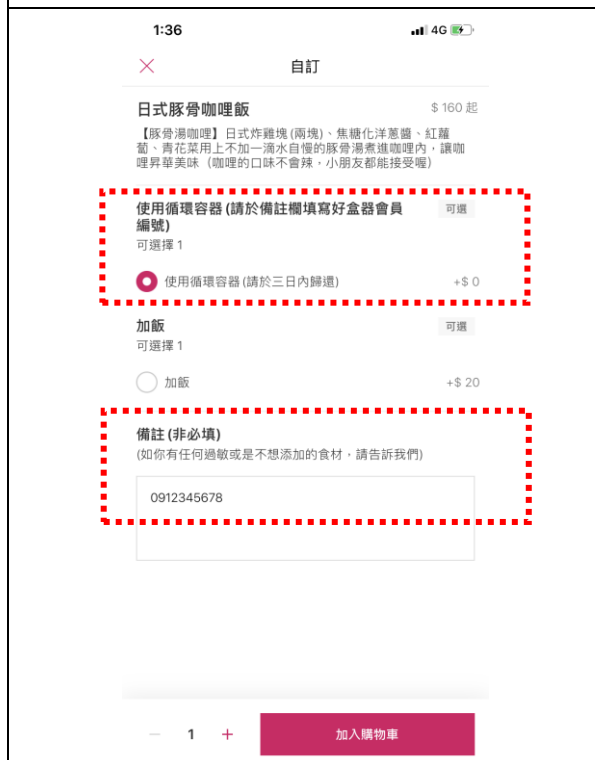 1:36
4G
自訂
日式豚骨咖哩飯
$ 160 起
【豚骨湯咖哩】日式炸雞塊(兩塊)、焦糖化洋蔥醬、紅蘿
蔔、青花菜用上不加一滴水自慢的豚骨湯煮進咖哩內，讓咖
哩昇華美味（咖哩的口味不會辣，小朋友都能接受喔）
使用循環容器(請於備註欄填寫好盒器會員
編號)
可選
可選擇 1
使用循環容器(請於三日內歸還)
+$ 0
加飯
可選
可選擇 1
加飯
+$ 20
備註(非必填)
(如你有任何過敏或是不想添加的食材，請告訴我們)
0912345678
1
加入購物車